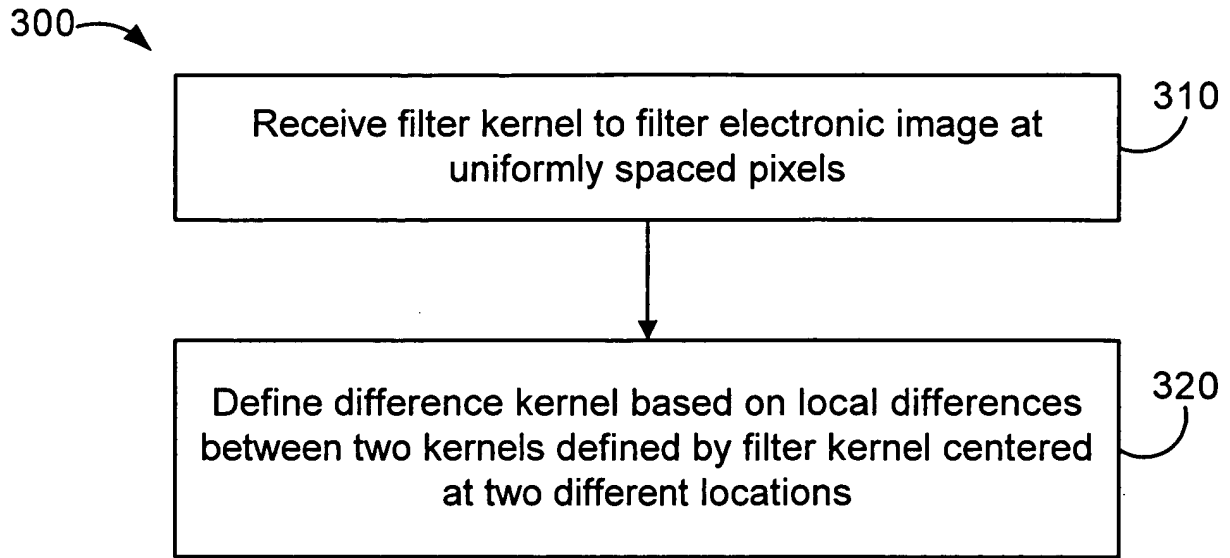 300
Receive filter kernel to filter electronic image at
uniformly spaced pixels
310
Define difference kernel based on local differences
between two kernels defined by filter kernel centered
at two different locations
320